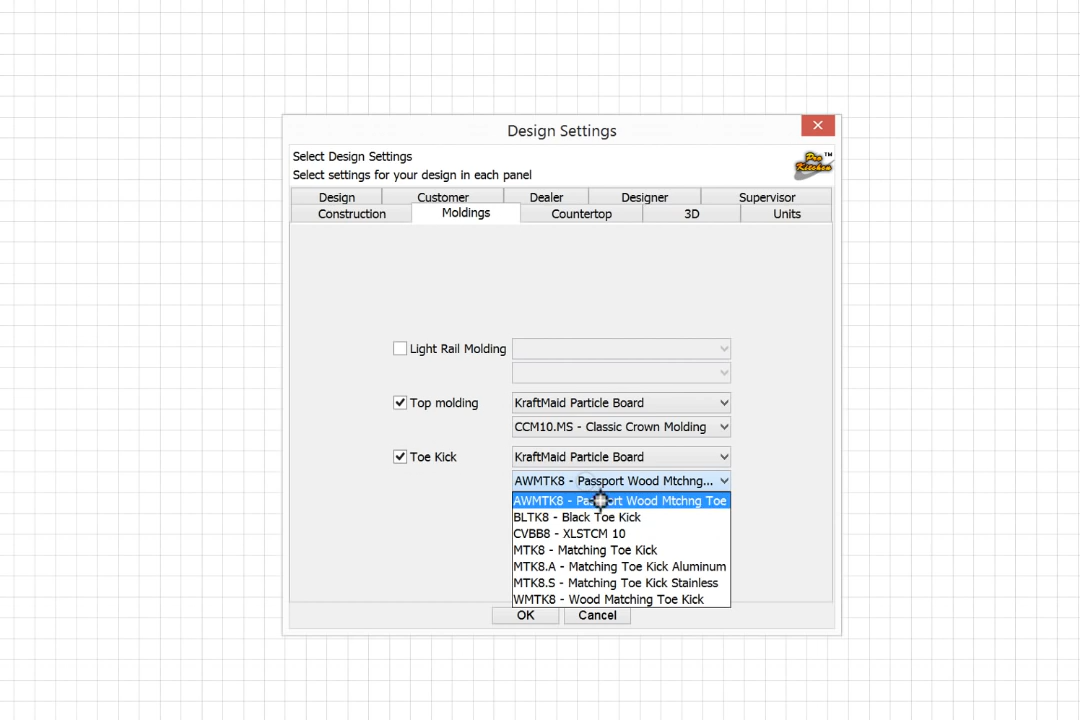 Design Settings
Select Design Settings
Select settings for your design in each panel
Pro Kitchen™
Design Customer Dealer Designer Supervisor
Construction Moldings Countertop 3D Units
Light Rail Molding
Top molding KraftMaid Particle Board
CCM10.MS - Classic Crown Molding
Toe Kick KraftMaid Particle Board
AWMTK8 - Passport Wood Mtchng...
AWMTK8 - Passport Wood Mtchng Toe
BLTK8 - Black Toe Kick
CVBB8 - XLSTCM 10
MTK8 - Matching Toe Kick
MTK8.A - Matching Toe Kick Aluminum
MTK8.S - Matching Toe Kick Stainless
WMTK8 - Wood Matching Toe Kick
OK Cancel